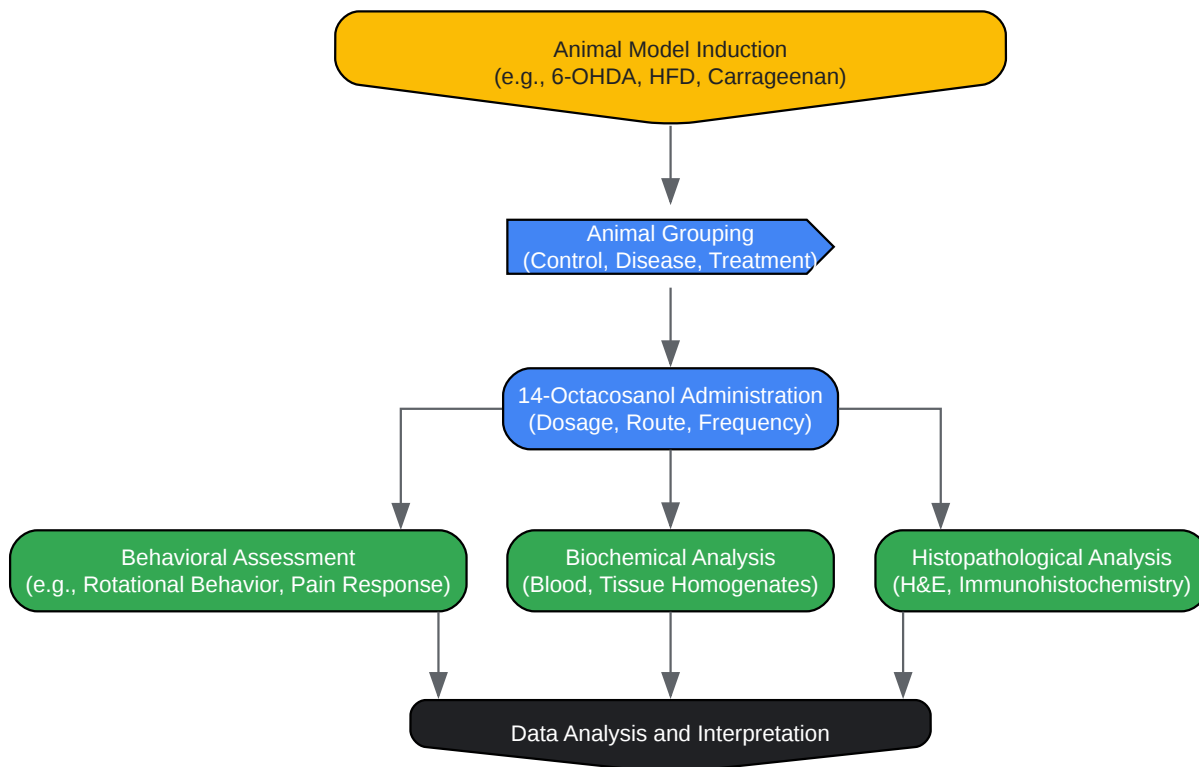 Animal Model Induction
(e.g., 6-OHDA, HFD, Carrageenan)
Animal Grouping
(Control, Disease, Treatment)
14-Octacosanol Administration
(Dosage, Route, Frequency)
Behavioral Assessment
(e.g., Rotational Behavior, Pain Response)
Biochemical Analysis
(Blood, Tissue Homogenates)
Histopathological Analysis
(H&E, Immunohistochemistry)
Data Analysis and Interpretation